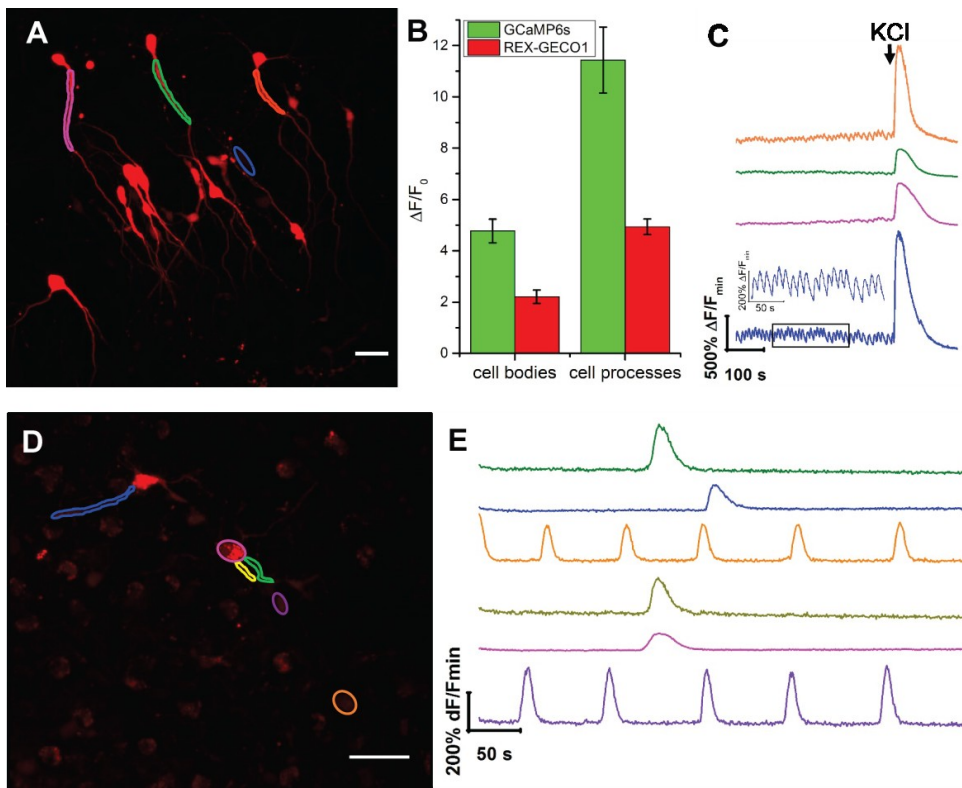 A
B
GCaMP6s
REX-GECO1
12
10
8
6
4
2
0
ΔF/F0
cell bodies
cell processes
C
KCl
200% ΔF/Fmin
50 s
500% ΔF/Fmin
100 s
D
E
200% dF/Fmin
50 s